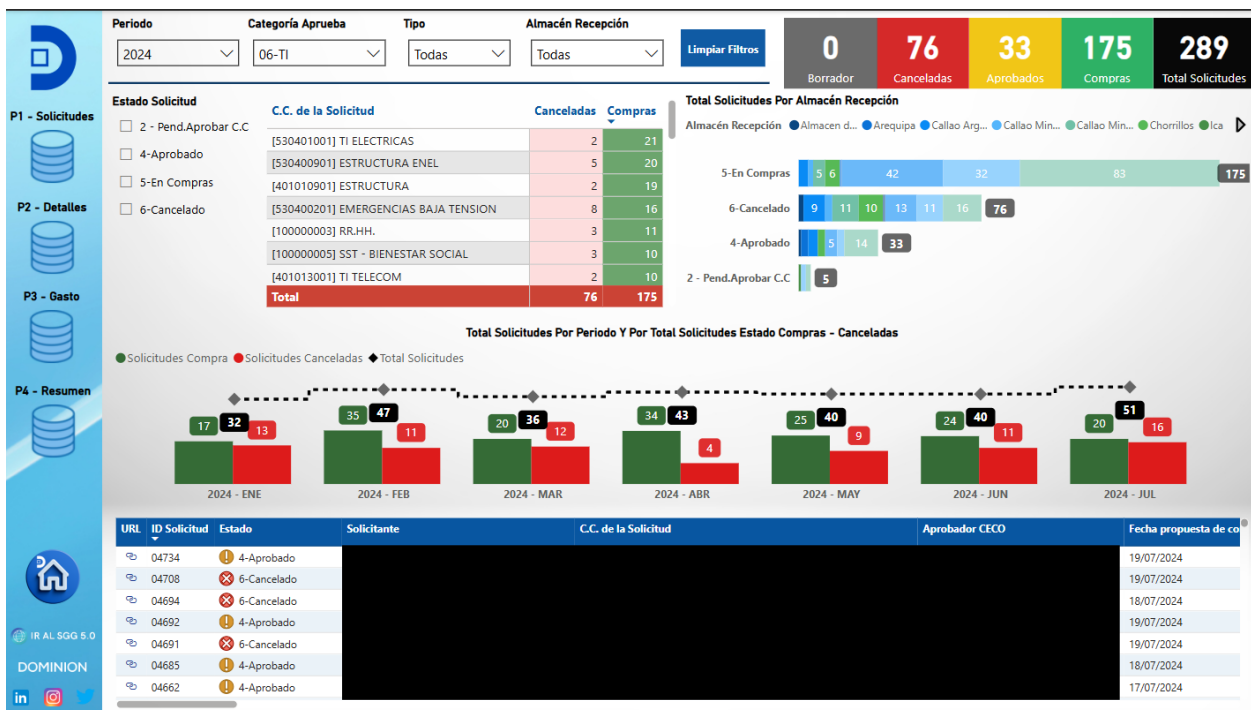 Periodo
Categoría Aprueba
Tipo
Almacén Recepción
2024
06-TI
Todas
Todas
Limpiar Filtros
0
Borrador
76
Canceladas
33
Aprobados
175
Compras
289
Total Solicitudes
P1 - Solicitudes
P2 - Detalles
P3 - Gasto
P4 - Resumen
IR AL SGG 5.0
DOMINION
in
Estado Solicitud
2 - Pend.Aprobar C.C
4-Aprobado
5-En Compras
6-Cancelado
C.C. de la Solicitud Canceladas Compras
[530401001] TI ELECTRICAS 2 21
[530400901] ESTRUCTURA ENEL 5 20
[401010901] ESTRUCTURA 2 19
[530400201] EMERGENCIAS BAJA TENSION 8 16
[100000003] RR.HH. 3 11
[100000005] SST - BIENESTAR SOCIAL 3 10
[401013001] TI TELECOM 2 10
Total 76 175
Total Solicitudes Por Almacén Recepción
Almacén Recepción Almacen d... Arequipa Callao Arg... Callao Min... Callao Min... Chorrillos Ica
5-En Compras 5 6 42 32 83 175
6-Cancelado 9 11 10 13 11 16 76
4-Aprobado 5 14 33
2 - Pend.Aprobar C.C 5
Total Solicitudes Por Periodo Y Por Total Solicitudes Estado Compras - Canceladas
Solicitudes Compra Solicitudes Canceladas Total Solicitudes
17 32 13
35 47 11
20 36 12
34 43 4
25 40 9
24 40 11
20 51 16
2024 - ENE
2024 - FEB
2024 - MAR
2024 - ABR
2024 - MAY
2024 - JUN
2024 - JUL
URL ID Solicitud Estado Solicitante C.C. de la Solicitud Aprobador CECO Fecha propuesta de co
04734 4-Aprobado 19/07/2024
04708 6-Cancelado 19/07/2024
04694 6-Cancelado 18/07/2024
04692 4-Aprobado 19/07/2024
04691 6-Cancelado 19/07/2024
04685 4-Aprobado 18/07/2024
04662 4-Aprobado 17/07/2024